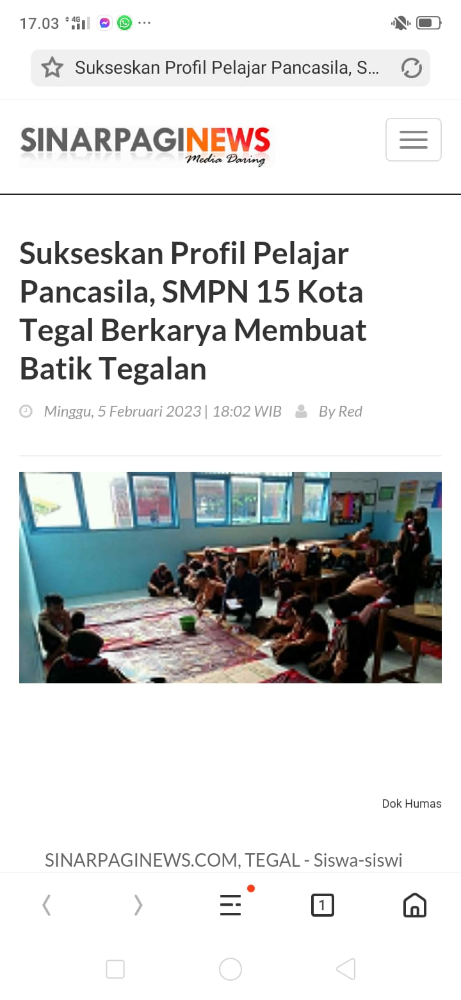 17.03 4G
Sukseskan Profil Pelajar Pancasila, S...
SINARPAGINEWS
Media Daring
Sukseskan Profil Pelajar
Pancasila, SMPN 15 Kota
Tegal Berkarya Membuat
Batik Tegalan
Minggu, 5 Februari 2023 | 18:02 WIB By Red
Dok Humas
SINARPAGINEWS.COM, TEGAL - Siswa-siswi
1